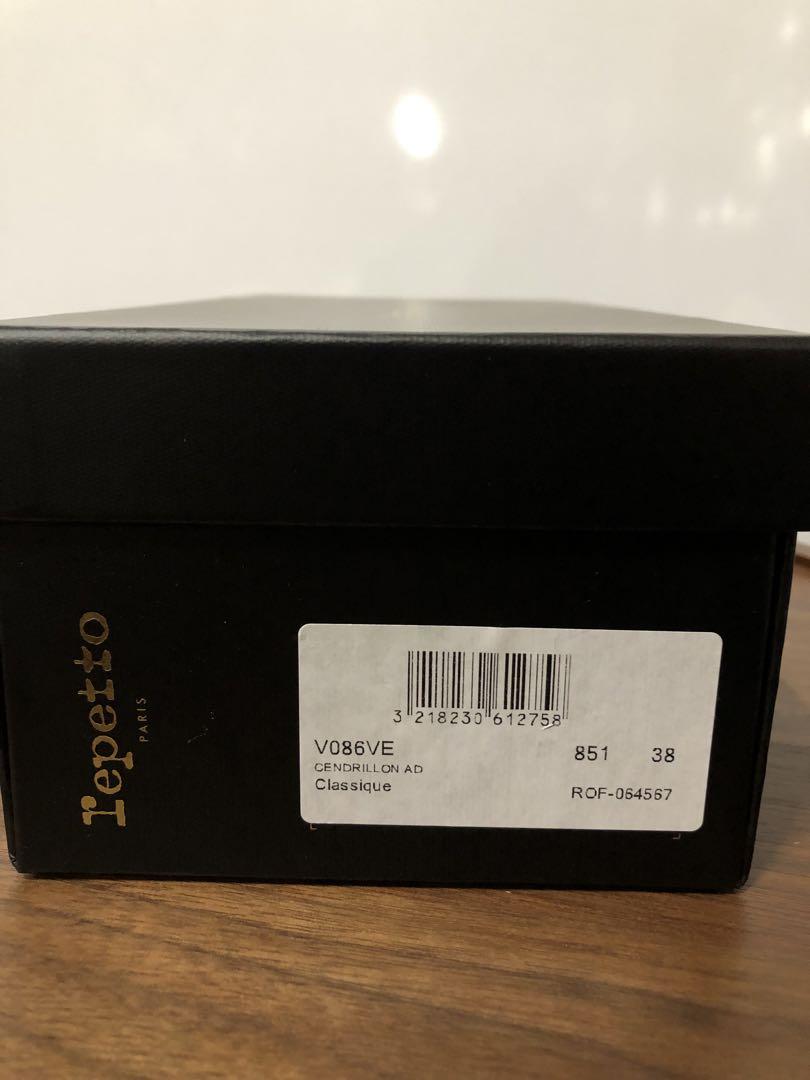 repetto
PARIS
3 218230 612758
V086VE 851 38
CENDRILLON AD
Classique
ROF-064567